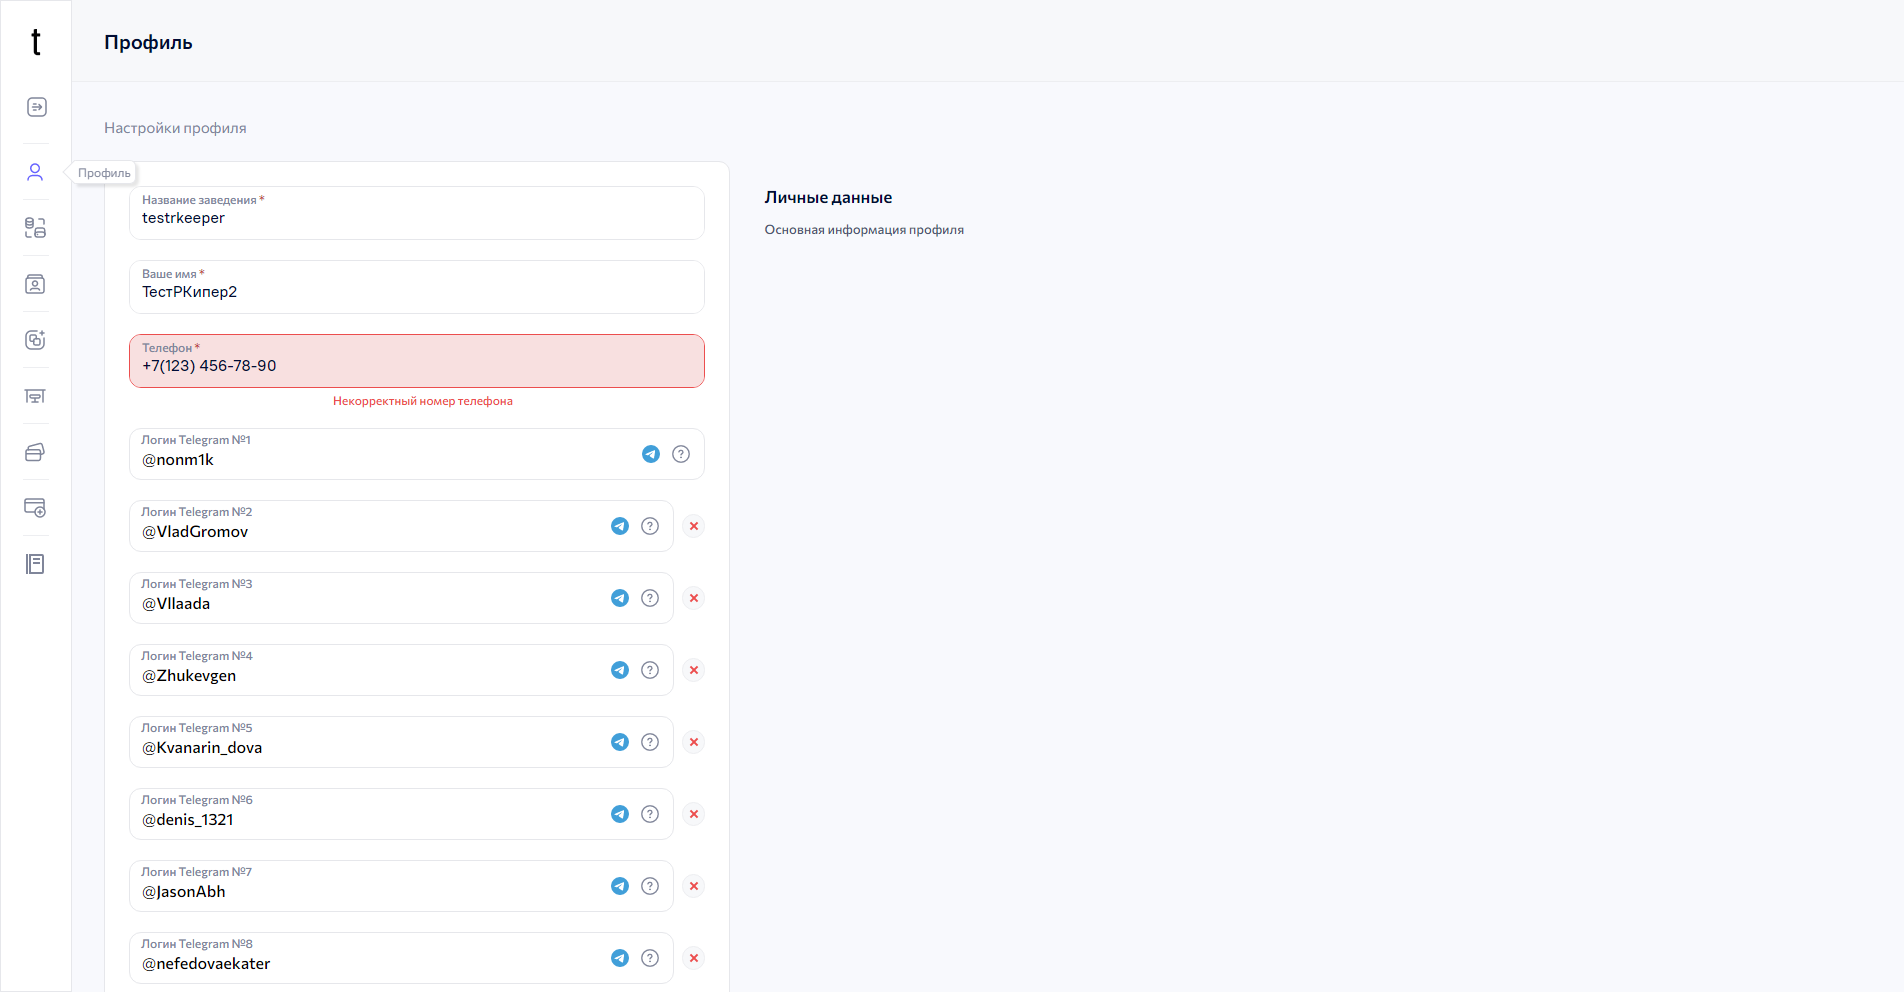 t
Профиль
Настройки профиля
Профиль
Название заведения *
testrkeeper
Ваше имя *
ТестРКипер2
Телефон *
+7(123) 456-78-90
Некорректный номер телефона
Логин Telegram №1
@nonm1k
Логин Telegram №2
@VladGromov
Логин Telegram №3
@Vllaada
Логин Telegram №4
@Zhukevgen
Логин Telegram №5
@Kvanarin_dova
Логин Telegram №6
@denis_1321
Логин Telegram №7
@JasonAbh
Логин Telegram №8
@nefedovaekater
Личные данные
Основная информация профиля